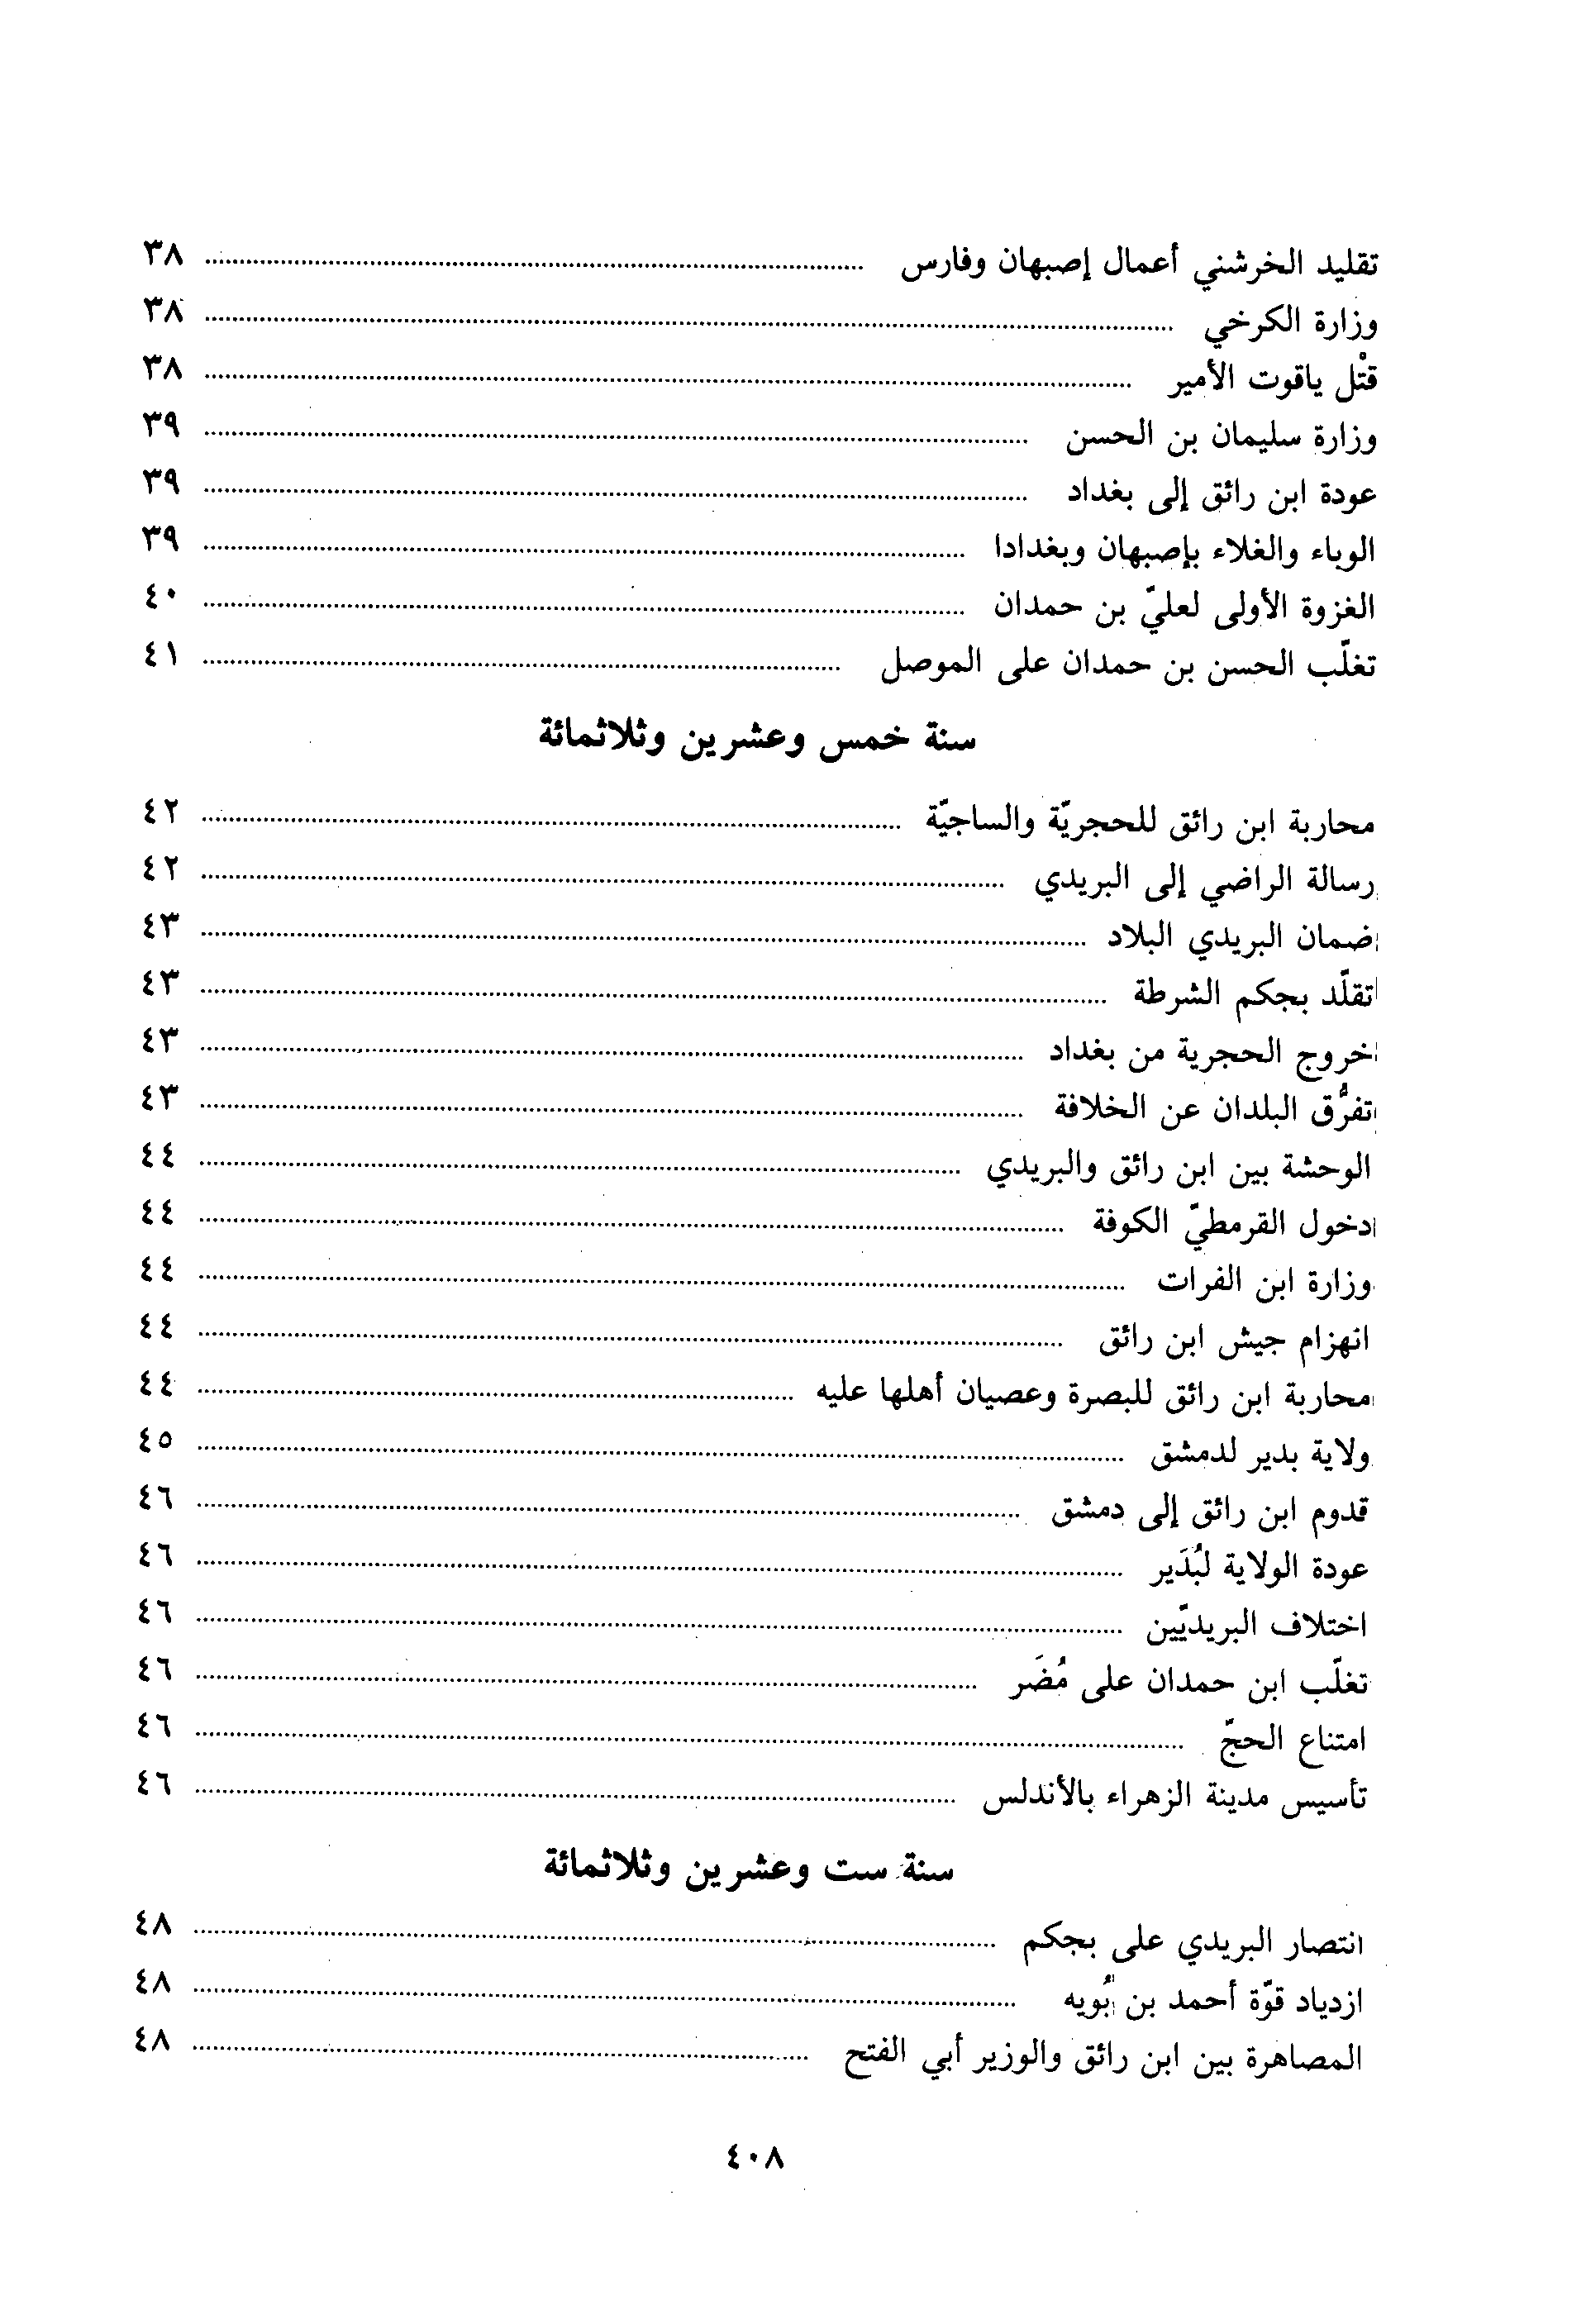 تقليد الخرشني أعمال إصبهان وفارس ........ ٣٨
وزارة الكرخي ........ ٣٨
قتْل ياقوت الأمير ........ ٣٨
وزارة سليمان بن الحسن ........ ٣٩
عودة ابن رائق إلى بغداد ........ ٣٩
الوباء والغلاء بإصبهان وبغدادا ........ ٣٩
الغزوة الأولى لعليّ بن حمدان ........ ٤٠
تغلّب الحسن بن حمدان على الموصل ........ ٤١
سنة خمس وعشرين وثلاثمائة
محاربة ابن رائق للحجريّة والساجيّة ........ ٤٢
رسالة الراضي إلى البريدي ........ ٤٢
ضمان البريدي البلاد ........ ٤٣
تقلّد بجكم الشرطة ........ ٤٣
خروج الحجرية من بغداد ........ ٤٣
تفرُّق البلدان عن الخلافة ........ ٤٣
الوحشة بين ابن رائق والبريدي ........ ٤٤
دخول القرمطيّ الكوفة ........ ٤٤
وزارة ابن الفرات ........ ٤٤
انهزام جيش ابن رائق ........ ٤٤
محاربة ابن رائق للبصرة وعصيان أهلها عليه ........ ٤٤
ولاية بدير لدمشق ........ ٤٥
قدوم ابن رائق إلى دمشق ........ ٤٦
عودة الولاية لبُدَير ........ ٤٦
اختلاف البريديّين ........ ٤٦
تغلّب ابن حمدان على مُضَر ........ ٤٦
امتناع الحجّ ........ ٤٦
تأسيس مدينة الزهراء بالأندلس ........ ٤٦
سنة ست وعشرين وثلاثمائة
انتصار البريدي على بجكم ........ ٤٨
ازدياد قوّة أحمد بن بُويه ........ ٤٨
المصاهرة بين ابن رائق والوزير أبي الفتح ........ ٤٨
٤٠٨